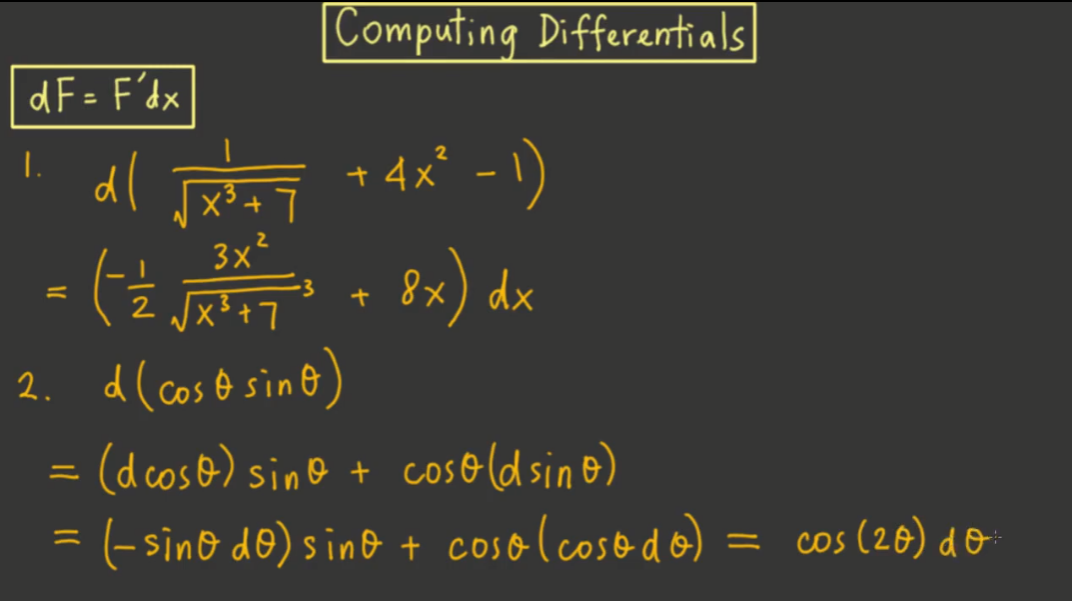 Computing Differentials
dF = F'dx
1. d( 1/√(x³ + 7) + 4x² - 1)
= (-1/2 3x²/√(x³+7)³ + 8x) dx
2. d(cosθ sinθ)
= (d cosθ) sinθ + cosθ(d sinθ)
= (-sinθ dθ) sinθ + cosθ(cosθ dθ) = cos(2θ) dθ